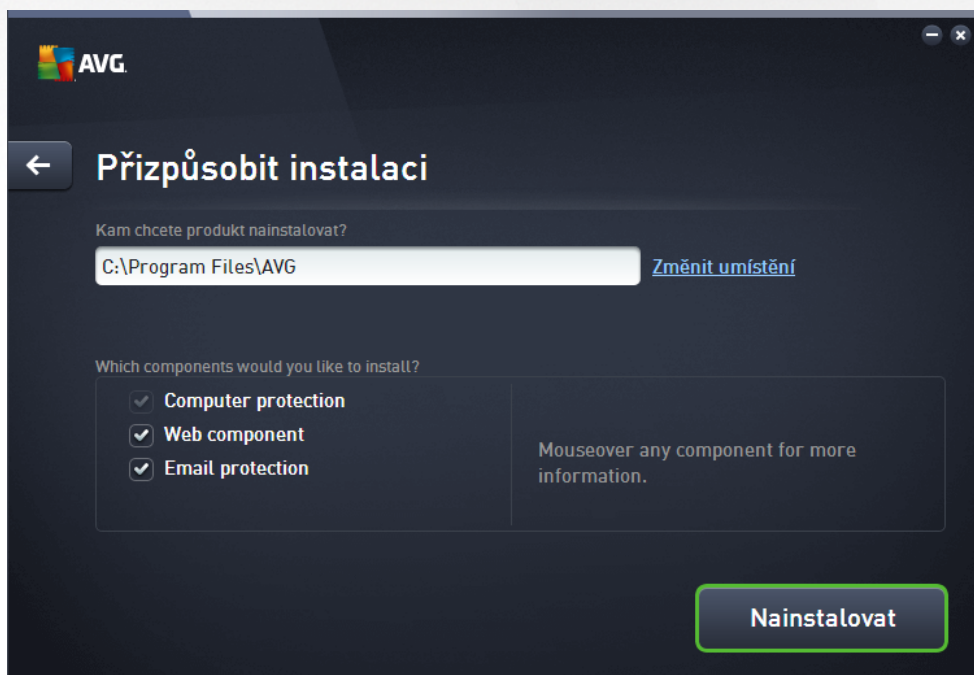 AVG.
Přizpůsobit instalaci
Kam chcete produkt nainstalovat?
C:\Program Files\AVG
Změnit umístění
Which components would you like to install?
Computer protection
Web component
Email protection
Mouseover any component for more
information.
Nainstalovat